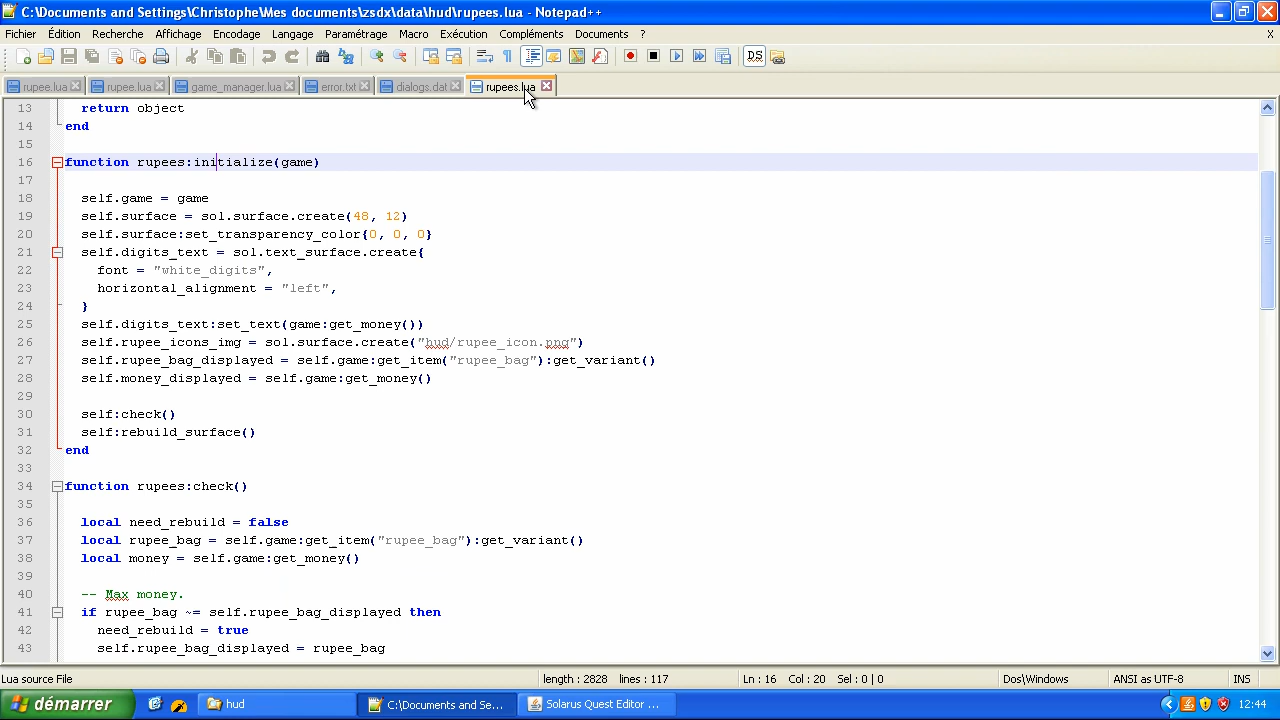 C:\Documents and Settings\Christophe\Mes documents\zsdx\data\hud\rupees.lua - Notepad++
Fichier Édition Recherche Affichage Encodage Langage Paramétrage Macro Exécution Compléments Documents ? X
DS
rupee.lua rupee.lua game_manager.lua error.txt dialogs.dat rupees.lua
13 return object
14 end
15
16 function rupees:initialize(game)
17
18 self.game = game
19 self.surface = sol.surface.create(48, 12)
20 self.surface:set_transparency_color{0, 0, 0}
21 self.digits_text = sol.text_surface.create{
22 font = "white_digits",
23 horizontal_alignment = "left",
24 }
25 self.digits_text:set_text(game:get_money())
26 self.rupee_icons_img = sol.surface.create("hud/rupee_icon.png")
27 self.rupee_bag_displayed = self.game:get_item("rupee_bag"):get_variant()
28 self.money_displayed = self.game:get_money()
29
30 self:check()
31 self:rebuild_surface()
32 end
33
34 function rupees:check()
35
36 local need_rebuild = false
37 local rupee_bag = self.game:get_item("rupee_bag"):get_variant()
38 local money = self.game:get_money()
39
40 -- Max money.
41 if rupee_bag ~= self.rupee_bag_displayed then
42 need_rebuild = true
43 self.rupee_bag_displayed = rupee_bag
Lua source File length : 2828 lines : 117 Ln : 16 Col : 20 Sel : 0 | 0 Dos\Windows ANSI as UTF-8 INS
démarrer hud C:\Documents and Se... Solarus Quest Editor ... 12:44